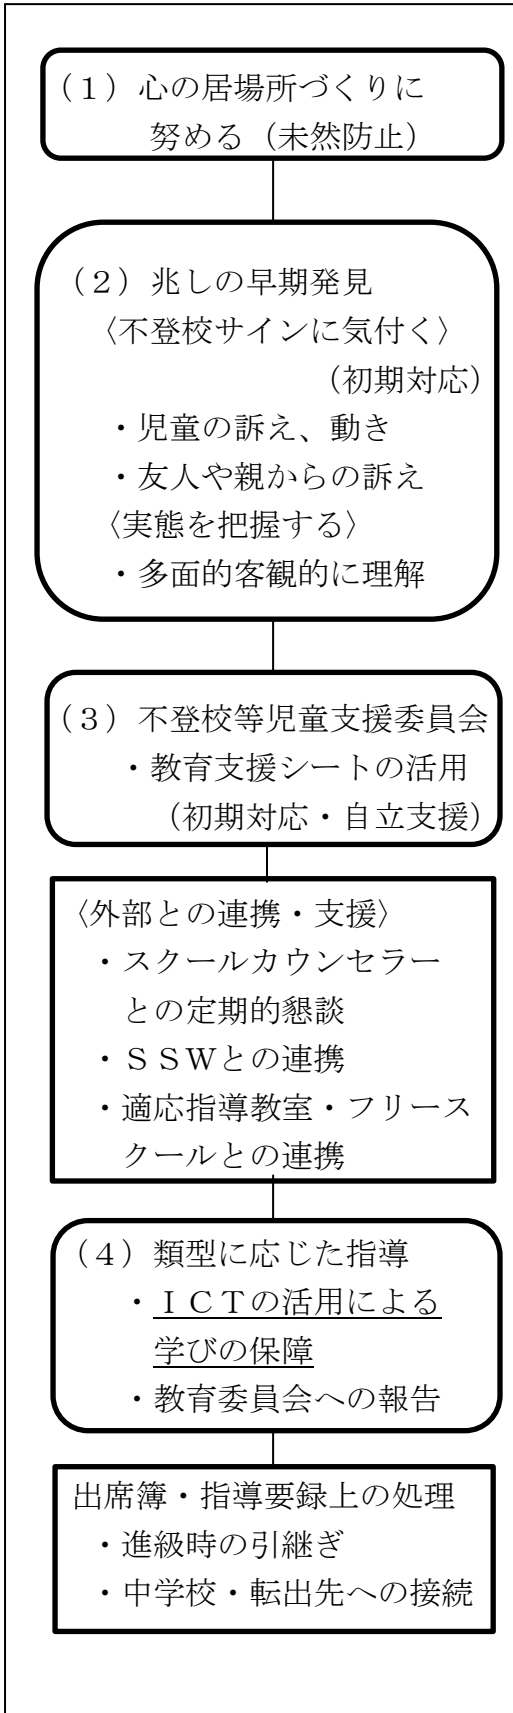 （１）心の居場所づくりに
努める（未然防止）
（２）兆しの早期発見
〈不登校サインに気付く〉
（初期対応）
・児童の訴え、動き
・友人や親からの訴え
〈実態を把握する〉
・多面的客観的に理解
（３）不登校等児童支援委員会
・教育支援シートの活用
（初期対応・自立支援）
〈外部との連携・支援〉
・スクールカウンセラー
との定期的懇談
・ＳＳＷとの連携
・適応指導教室・フリース
クールとの連携
（４）類型に応じた指導
・ＩＣＴの活用による
学びの保障
・教育委員会への報告
出席簿・指導要録上の処理
・進級時の引継ぎ
・中学校・転出先への接続